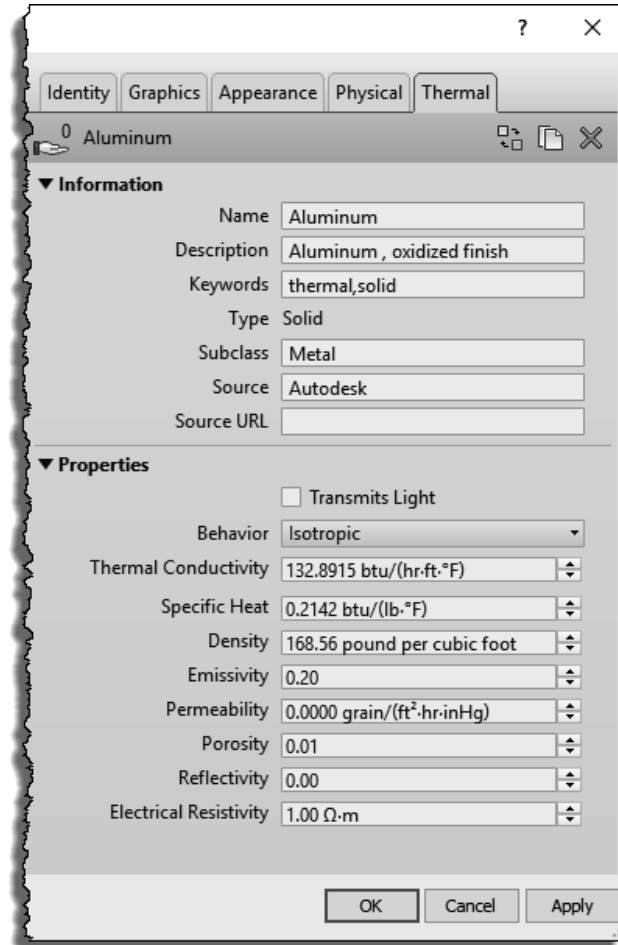 ?
Identity Graphics Appearance Physical Thermal
0 Aluminum
Information
Name Aluminum
Description Aluminum , oxidized finish
Keywords thermal,solid
Type Solid
Subclass Metal
Source Autodesk
Source URL
Properties
Transmits Light
Behavior Isotropic
Thermal Conductivity 132.8915 btu/(hr·ft·°F)
Specific Heat 0.2142 btu/(lb·°F)
Density 168.56 pound per cubic foot
Emissivity 0.20
Permeability 0.0000 grain/(ft²·hr·inHg)
Porosity 0.01
Reflectivity 0.00
Electrical Resistivity 1.00 Ω·m
OK Cancel Apply